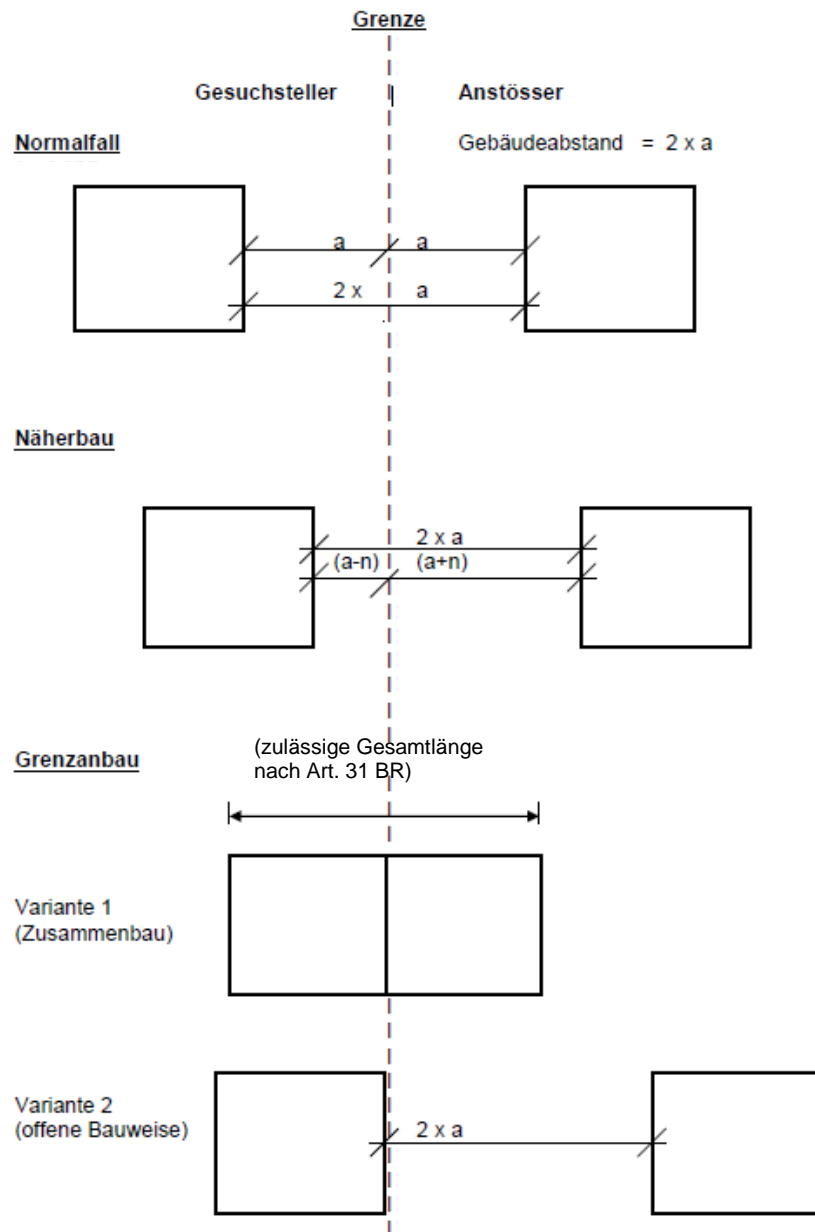 Grenze
Gesuchsteller Anstösser
Normalfall Gebäudeabstand = 2 x a
a a
2 x a
Näherbau
2 x a
(a-n) (a+n)
(zulässige Gesamtlänge
nach Art. 31 BR)
Grenzanbau
Variante 1
(Zusammenbau)
Variante 2
(offene Bauweise)
2 x a